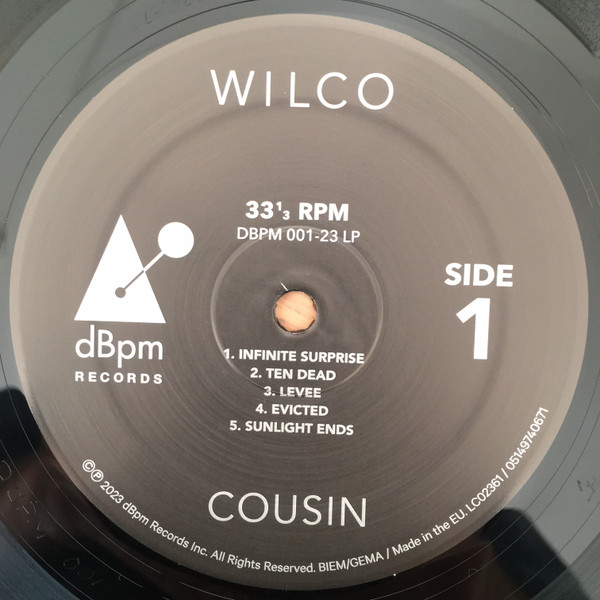 WILCO
33⅓ RPM
DBPM 001-23 LP
SIDE
1
dBpm
RECORDS
1. INFINITE SURPRISE
2. TEN DEAD
3. LEVEE
4. EVICTED
5. SUNLIGHT ENDS
COUSIN
©℗ 2023 dBpm Records Inc. All Rights Reserved. BIEM/GEMA / Made in the EU. LC02361 / 05149740671